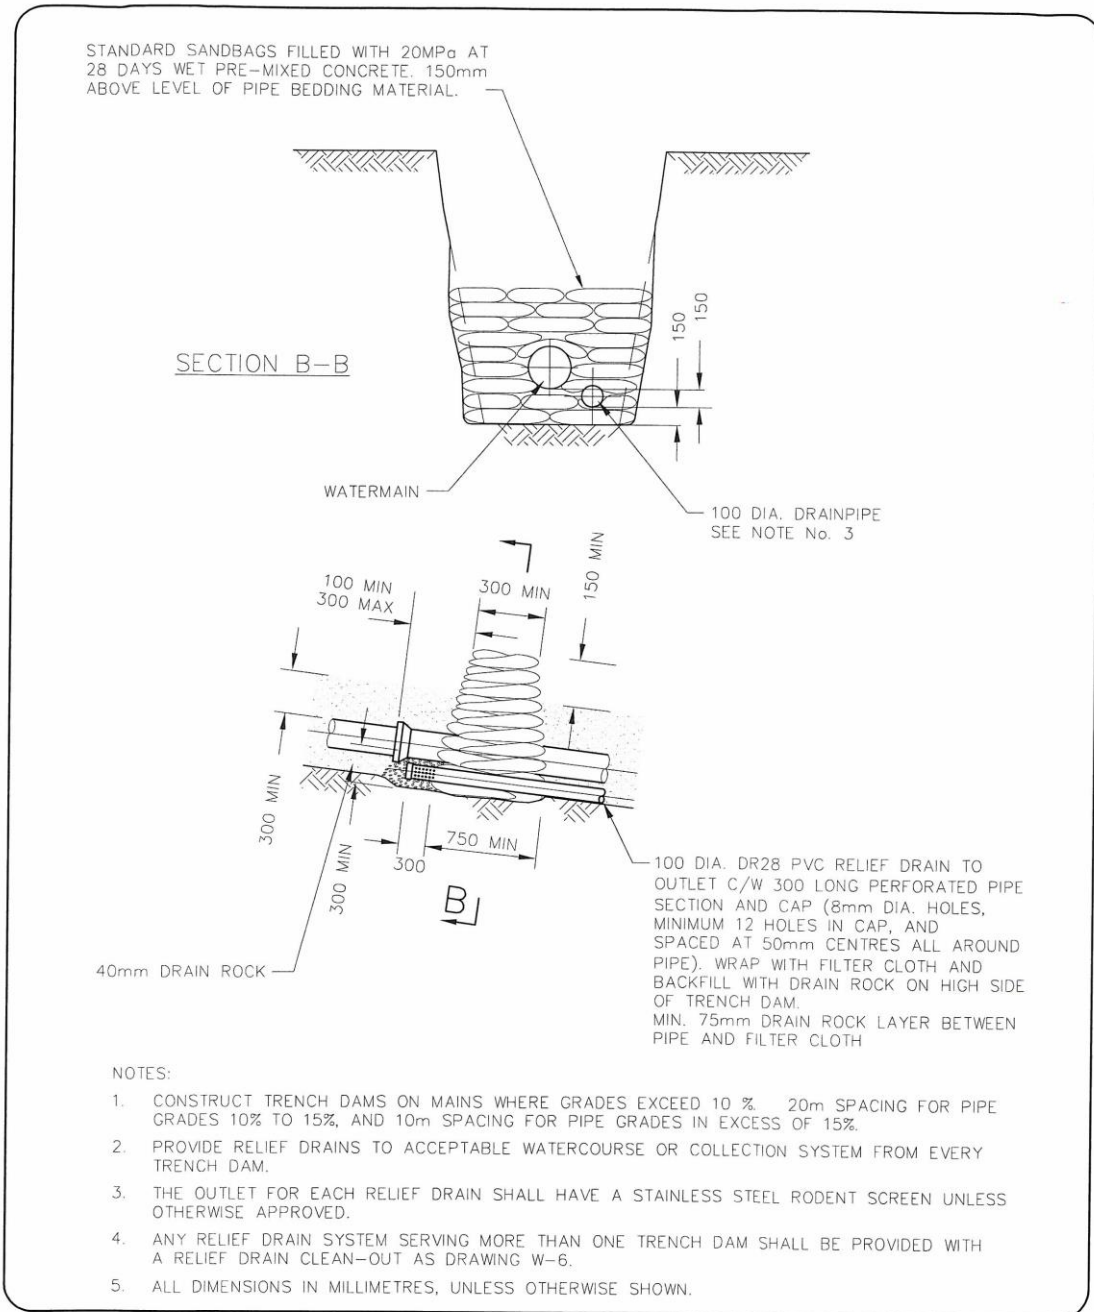 STANDARD SANDBAGS FILLED WITH 20MPa AT
28 DAYS WET PRE-MIXED CONCRETE. 150mm
ABOVE LEVEL OF PIPE BEDDING MATERIAL.
150
150
SECTION B-B
WATERMAIN
100 DIA. DRAINPIPE
SEE NOTE No. 3
100 MIN
300 MAX
300 MIN
150 MIN
300 MIN
300 MIN
300
750 MIN
B
40mm DRAIN ROCK
100 DIA. DR28 PVC RELIEF DRAIN TO
OUTLET C/W 300 LONG PERFORATED PIPE
SECTION AND CAP (8mm DIA. HOLES,
MINIMUM 12 HOLES IN CAP, AND
SPACED AT 50mm CENTRES ALL AROUND
PIPE). WRAP WITH FILTER CLOTH AND
BACKFILL WITH DRAIN ROCK ON HIGH SIDE
OF TRENCH DAM.
MIN. 75mm DRAIN ROCK LAYER BETWEEN
PIPE AND FILTER CLOTH
NOTES:
1. CONSTRUCT TRENCH DAMS ON MAINS WHERE GRADES EXCEED 10 %. 20m SPACING FOR PIPE
GRADES 10% TO 15%, AND 10m SPACING FOR PIPE GRADES IN EXCESS OF 15%.
2. PROVIDE RELIEF DRAINS TO ACCEPTABLE WATERCOURSE OR COLLECTION SYSTEM FROM EVERY
TRENCH DAM.
3. THE OUTLET FOR EACH RELIEF DRAIN SHALL HAVE A STAINLESS STEEL RODENT SCREEN UNLESS
OTHERWISE APPROVED.
4. ANY RELIEF DRAIN SYSTEM SERVING MORE THAN ONE TRENCH DAM SHALL BE PROVIDED WITH
A RELIEF DRAIN CLEAN-OUT AS DRAWING W-6.
5. ALL DIMENSIONS IN MILLIMETRES, UNLESS OTHERWISE SHOWN.